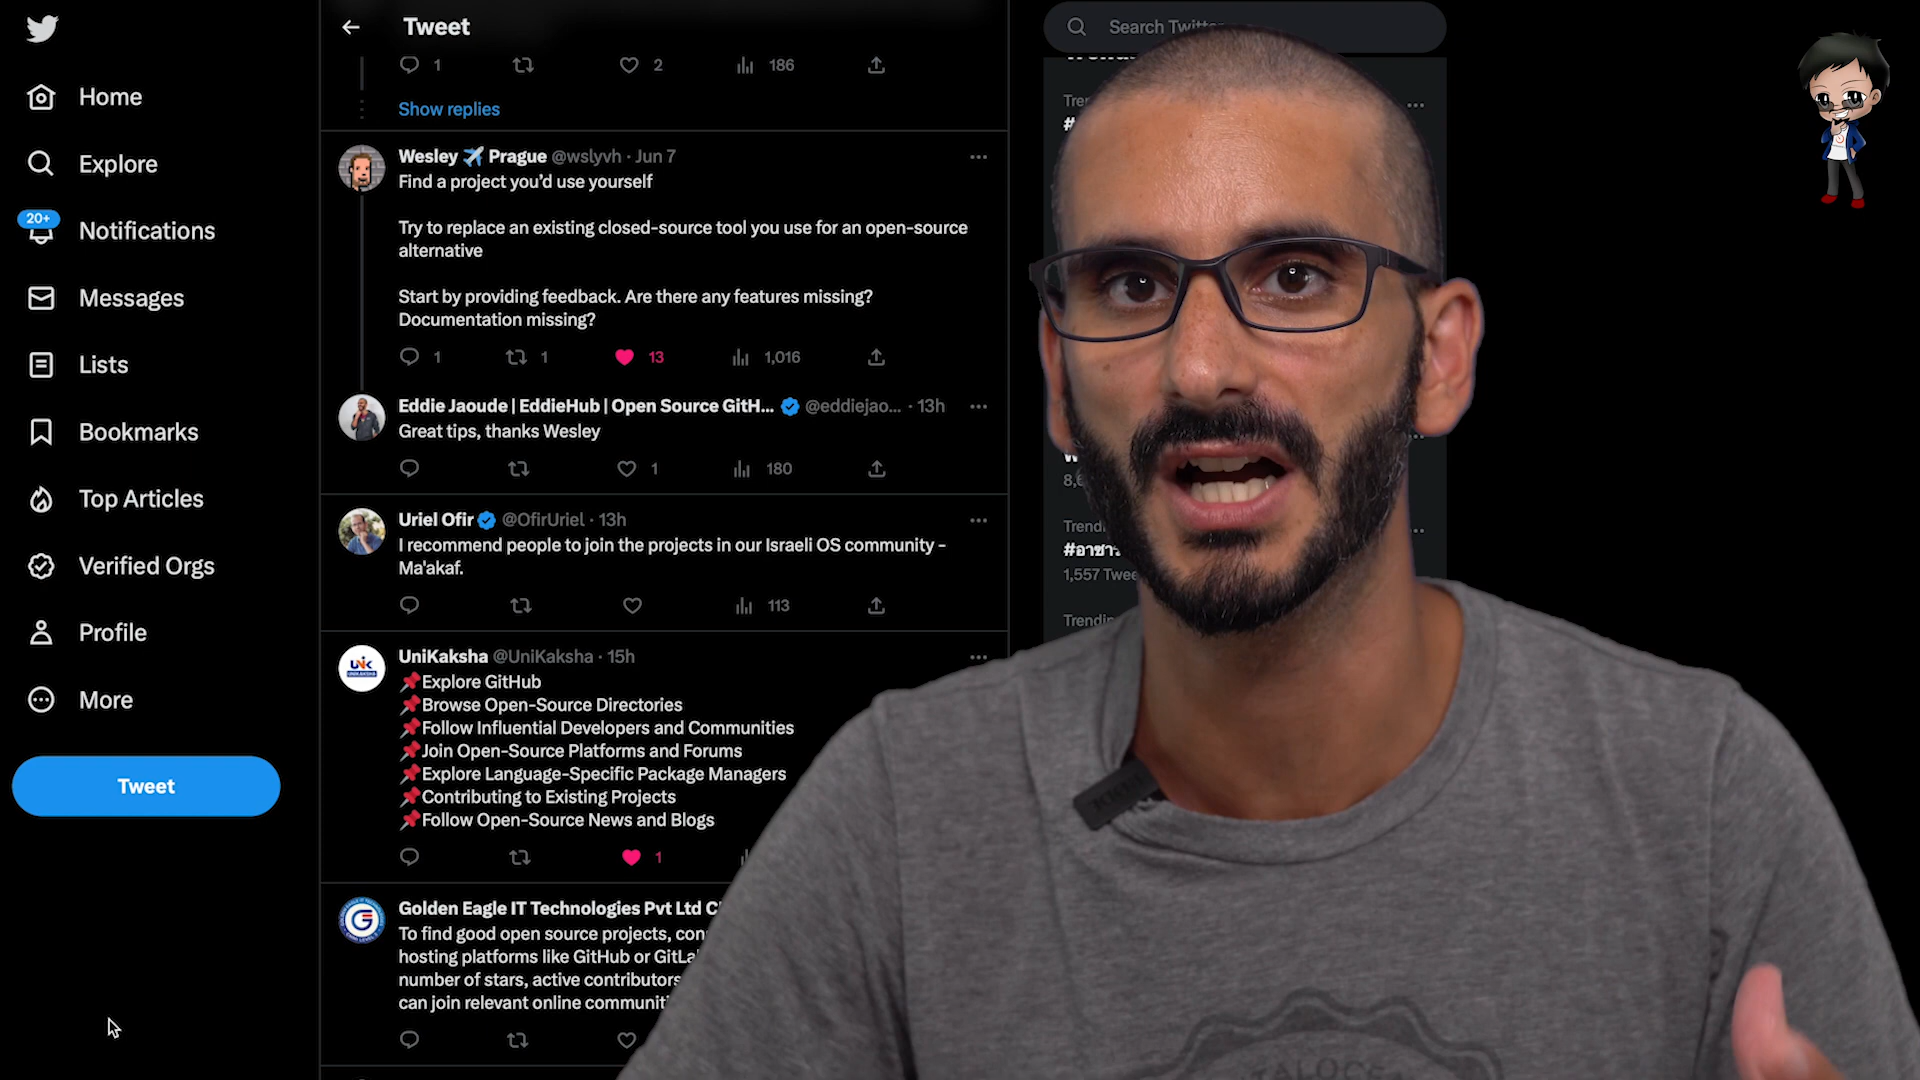 Home
Explore
20+
Notifications
Messages
Lists
Bookmarks
Top Articles
Verified Orgs
Profile
More
Tweet
Tweet
1
2
186
Show replies
Wesley ✈️ Prague @wslyvh · Jun 7
Find a project you’d use yourself
Try to replace an existing closed-source tool you use for an open-source
alternative
Start by providing feedback. Are there any features missing?
Documentation missing?
1
1
13
1,016
Eddie Jaoude | EddieHub | Open Source GitH... @eddiejao... · 13h
Great tips, thanks Wesley
1
180
Uriel Ofir @OfirUriel · 13h
I recommend people to join the projects in our Israeli OS community -
Ma'akaf.
113
UniKaksha @UniKaksha · 15h
📌Explore GitHub
📌Browse Open-Source Directories
📌Follow Influential Developers and Communities
📌Join Open-Source Platforms and Forums
📌Explore Language-Specific Package Managers
📌Contributing to Existing Projects
📌Follow Open-Source News and Blogs
1
Golden Eagle IT Technologies Pvt Ltd
To find good open source projects,
hosting platforms like GitHub or
number of stars, active contributors
can join relevant online
Search
1,557